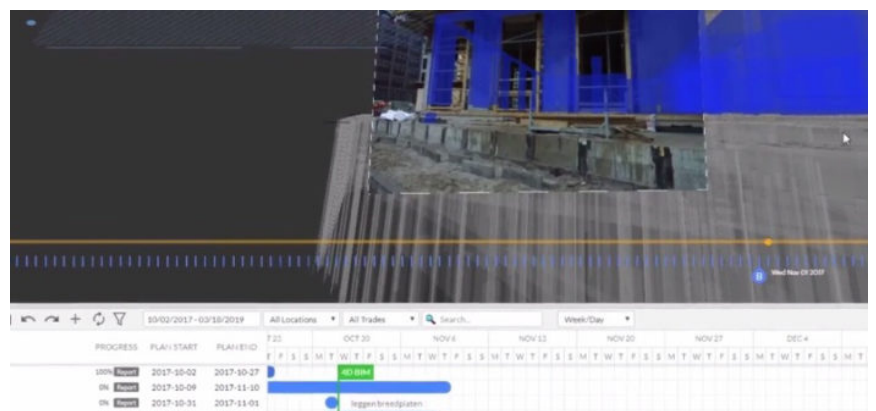 B Wed Nov 01 2017
10/02/2017 - 03/18/2019 All Locations All Trades Search... Week/Day
PROGRESS PLAN START PLAN END 23 OCT 30 NOV 6 NOV 13 NOV 20 NOV 27 DEC 4
T F S S M T W T F S S M T W T F S S M T W T F S S M T W T F S S M T W T F S S M T W T F S S M T
100% Report 2017-10-02 2017-10-27 4D BIM
0% Report 2017-10-09 2017-11-10
0% Report 2017-10-31 2017-11-01 leggen breedplaten